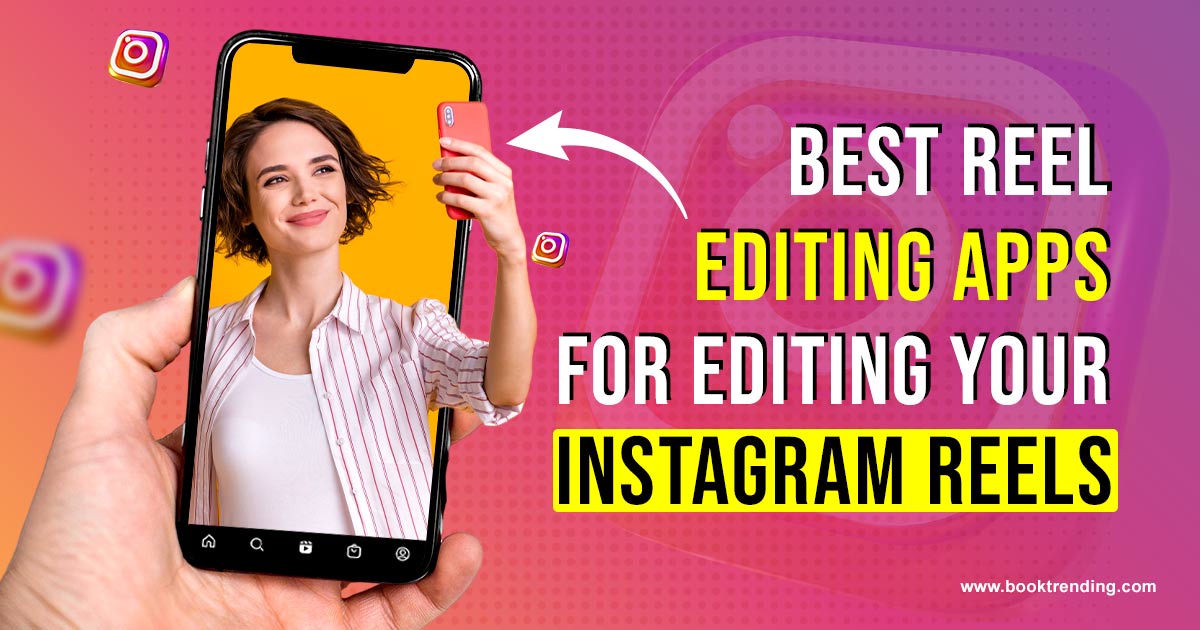 BEST REEL
EDITING APPS
FOR EDITING YOUR
INSTAGRAM REELS
www.booktrending.com